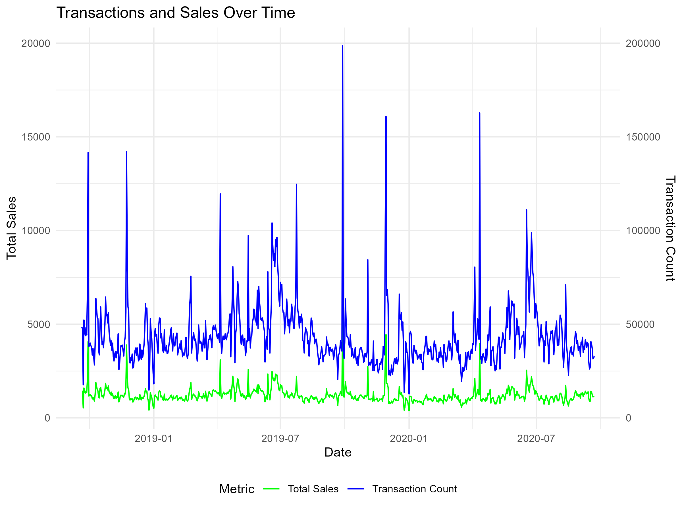 Transactions and Sales Over Time
20000
15000
10000
5000
0
Total Sales
200000
150000
100000
50000
0
Transaction Count
2019-01 2019-07 2020-01 2020-07
Date
Metric Total Sales Transaction Count